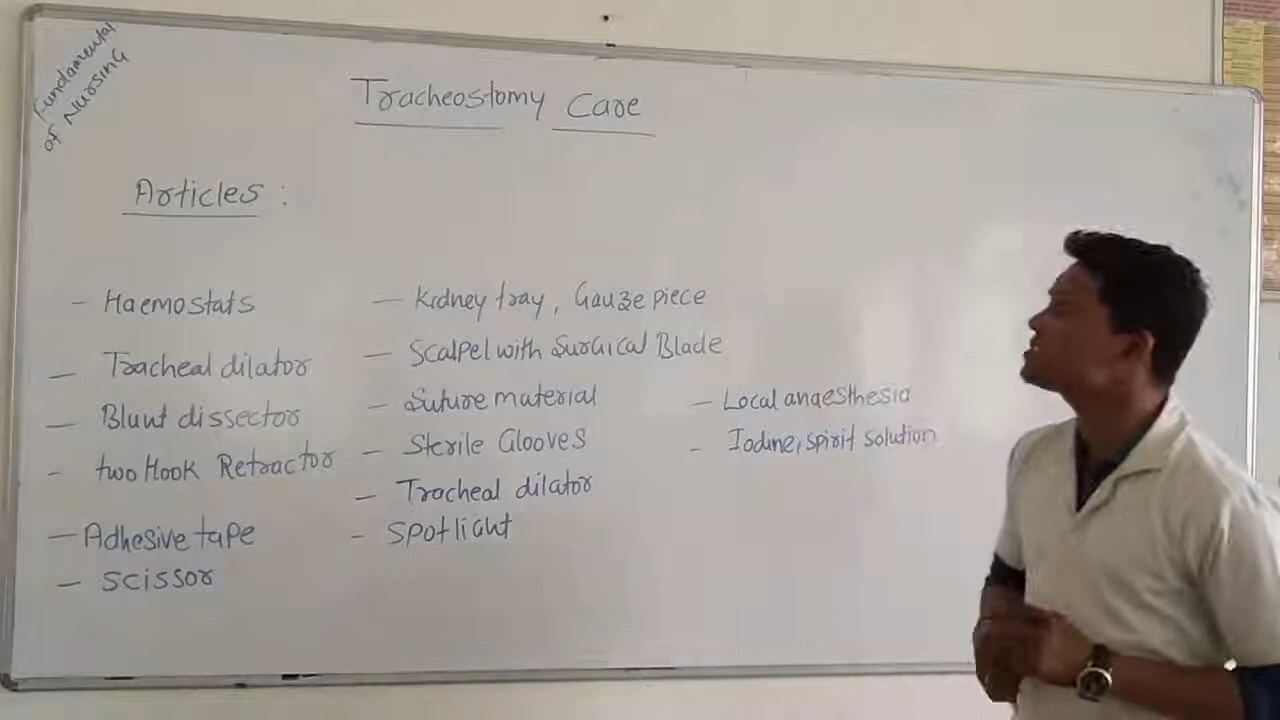 Fundamental
of Nursing
Tracheostomy Care
Articles :
- Haemostats
- Tracheal dilator
- Blunt dissector
- two Hook Retractor
- Adhesive tape
- Scissor
- Kidney tray, Gauze piece
- Scalpel with Surgical Blade
- Suture material
- Sterile Glooves
- Tracheal dilator
- Spotlight
- Local anaesthesia
- Iodine, spirit solution